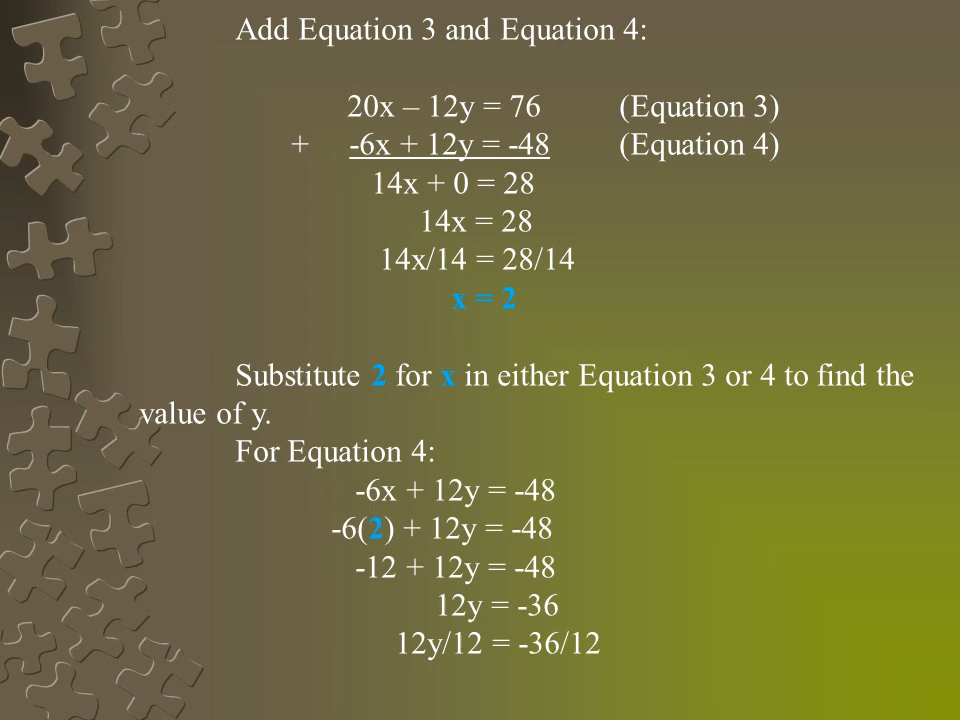 Add Equation 3 and Equation 4:
20x – 12y = 76 (Equation 3)
+ -6x + 12y = -48 (Equation 4)
14x + 0 = 28
14x = 28
14x/14 = 28/14
x = 2
Substitute 2 for x in either Equation 3 or 4 to find the
value of y.
For Equation 4:
-6x + 12y = -48
-6(2) + 12y = -48
-12 + 12y = -48
12y = -36
12y/12 = -36/12